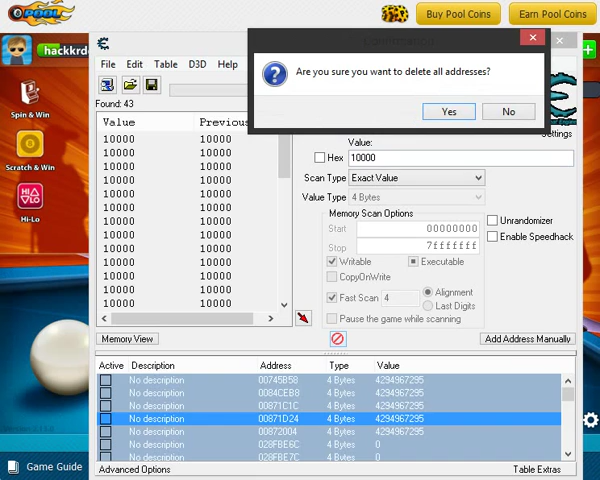 8 BALL POOL
Buy Pool Coins
Earn Pool Coins
hackkrd
Spin & Win
Scratch & Win
HI LO
Hi-Lo
Game Guide
File Edit Table D3D Help
Found: 43
Value Previous
10000 10000
10000 10000
10000 10000
10000 10000
10000 10000
10000 10000
10000 10000
10000 10000
10000 10000
10000 10000
10000 10000
10000 10000
10000 10000
Memory View
Are you sure you want to delete all addresses?
Yes No
Settings
Value:
Hex 10000
Scan Type Exact Value
Value Type 4 Bytes
Memory Scan Options
Start 00000000
Stop 7fffffff
Writable Executable
CopyOnWrite
Fast Scan 4 Alignment
Last Digits
Pause the game while scanning
Unrandomizer
Enable Speedhack
Add Address Manually
Active Description Address Type Value
No description 00745B58 4 Bytes 4294967295
No description 0084CEB8 4 Bytes 4294967295
No description 00871C1C 4 Bytes 4294967295
No description 00871D24 4 Bytes 4294967295
No description 00872004 4 Bytes 4294967295
No description 028FBE6C 4 Bytes 0
No description 028FBE7C 4 Bytes 0
Advanced Options Table Extras